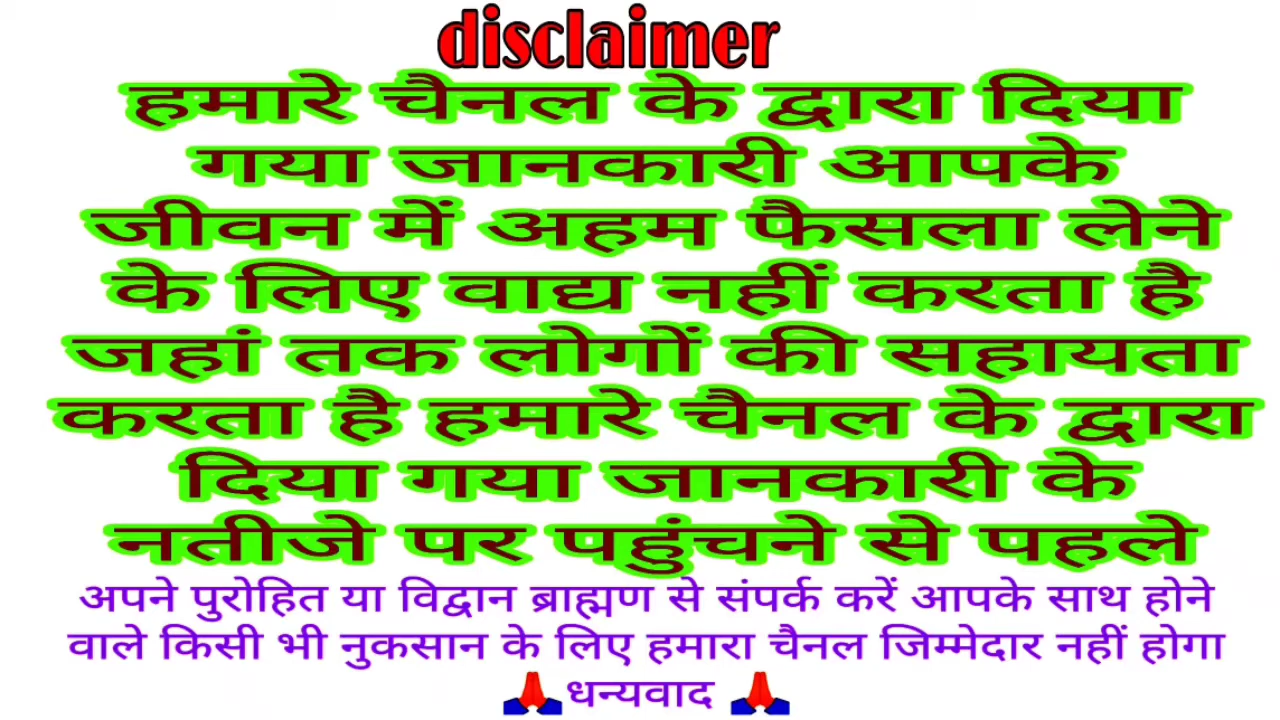 disclaimer
हमारे चैनल के द्वारा दिया
गया जानकारी आपके
जीवन में अहम फैसला लेने
के लिए वाद्य नहीं करता है
जहां तक लोगों की सहायता
करता है हमारे चैनल के द्वारा
दिया गया जानकारी के
नतीजे पर पहुंचने से पहले
अपने पुरोहित या विद्वान ब्राह्मण से संपर्क करें आपके साथ होने
वाले किसी भी नुकसान के लिए हमारा चैनल जिम्मेदार नहीं होगा
🙏धन्यवाद 🙏